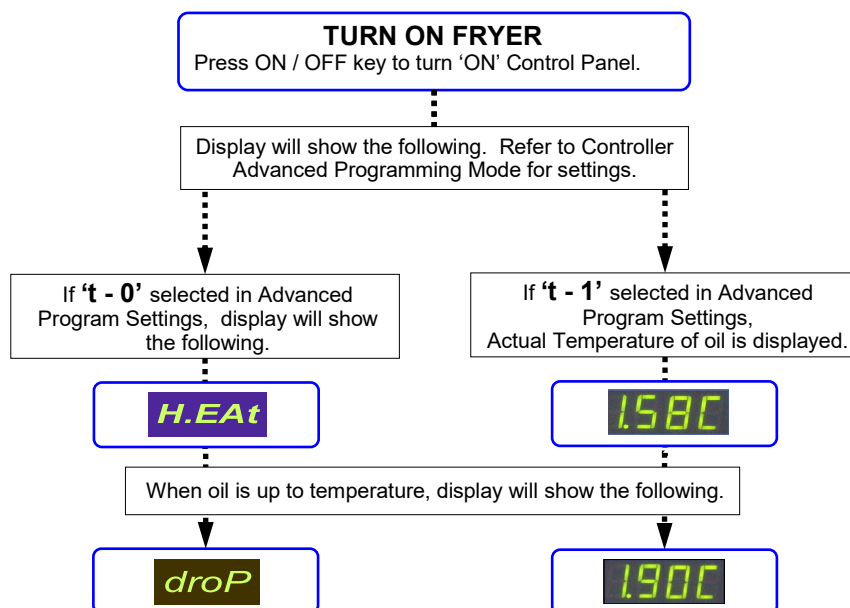 TURN ON FRYER
Press ON / OFF key to turn 'ON' Control Panel.
Display will show the following.  Refer to Controller
Advanced Programming Mode for settings.
If 't - 0' selected in Advanced
Program Settings,  display will show
the following.
If 't - 1' selected in Advanced
Program Settings,
Actual Temperature of oil is displayed.
H.EAt
1.58C
When oil is up to temperature, display will show the following.
droP
1.90C